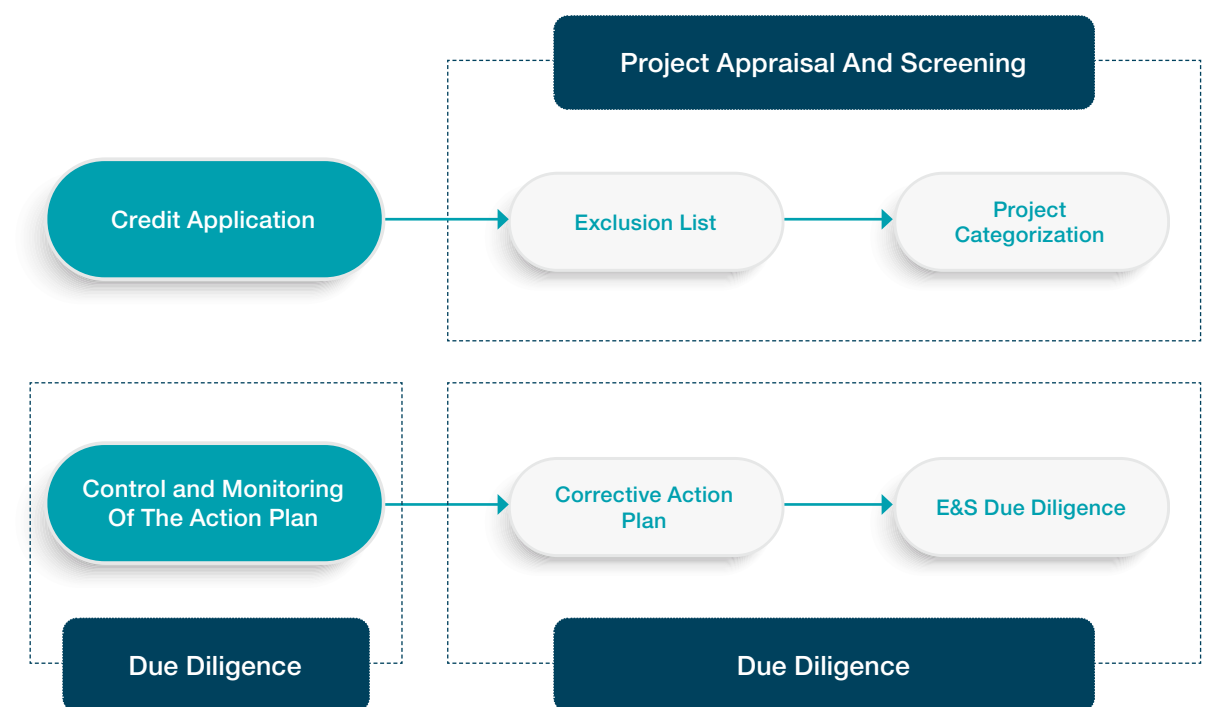 Project Appraisal And Screening
Credit Application
Exclusion List
Project
Categorization
Control and Monitoring
Of The Action Plan
Corrective Action
Plan
E&S Due Diligence
Due Diligence
Due Diligence